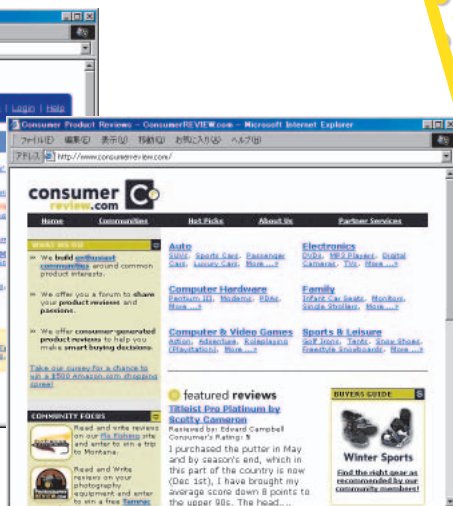 | Login | Help
Consumer Product Reviews - ConsumerREVIEW.com - Microsoft Internet Explorer
ファイル(F) 編集(E) 表示(V) 移動(G) お気に入り(A) ヘルプ(H)
アドレス http://www.consumerreview.com/
consumer
review.com
Home Communities Hot Picks About Us Partner Services
WHAT WE DO
We build enthusiast
communities around common
product interests.
We offer you a forum to share
your product reviews and
passions.
We offer consumer-generated
product reviews to help you
make smart buying decisions.
Take our survey for a chance to
win a $500 Amazon.com shopping
spree!
Auto
SUVs, Sports Cars, Passenger
Cars, Luxury Cars, More ...>
Electronics
DVDs, MP3 Players, Digital
Cameras, TVs, More ...>
Computer Hardware
Pentium III, Modems, PDAs,
More ...>
Family
Infant Car Seats, Monitors,
Single Strollers, More ...>
Computer & Video Games
Action, Adventure, Roleplaying
(Playstation), More ...>
Sports & Leisure
Golf Irons, Tents, Snow Shoes,
Freestyle Snowboards, More ...>
COMMUNITY FOCUS
Read and write reviews
on our Fly Fishing site
and enter to win a trip
to Montana.
Read and Write
reviews on your
photography
equipment and enter
to win a free Tamrac
featured reviews
Titleist Pro Platinum by
Scotty Cameron
Reviewed by: Edward Campbell
Consumer's Rating: 5
I purchased the putter in May
and by season's end, which in
this part of the country is now
(Dec 1st), I have brought my
average score down 8 points to
the upper 90s. The head....
BUYERS GUIDE
Winter Sports
Find the right gear as
recommended by our
community members!